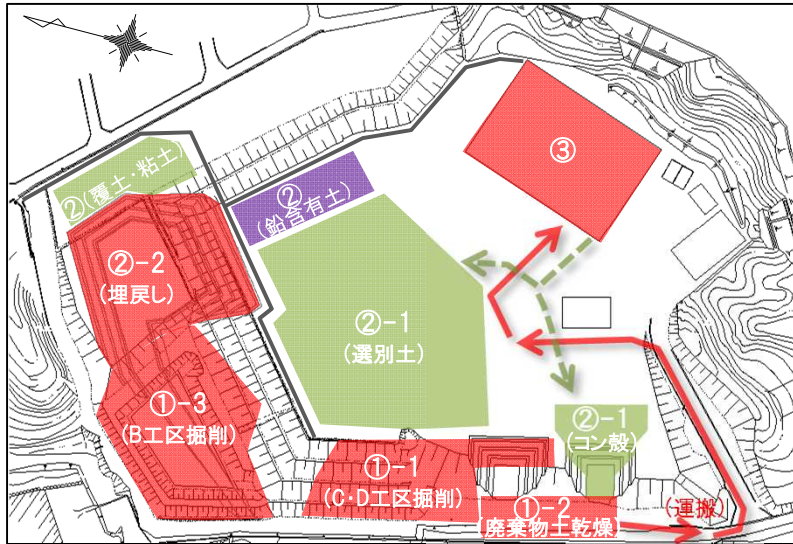 ③
②(覆土・粘土)
②
(鉛含有土)
②-2
(埋戻し)
②-1
(選別土)
①-3
(B工区掘削)
②-1
(コン殻)
①-1
(C・D工区掘削)
①-2
(廃棄物土乾燥)
(運搬)